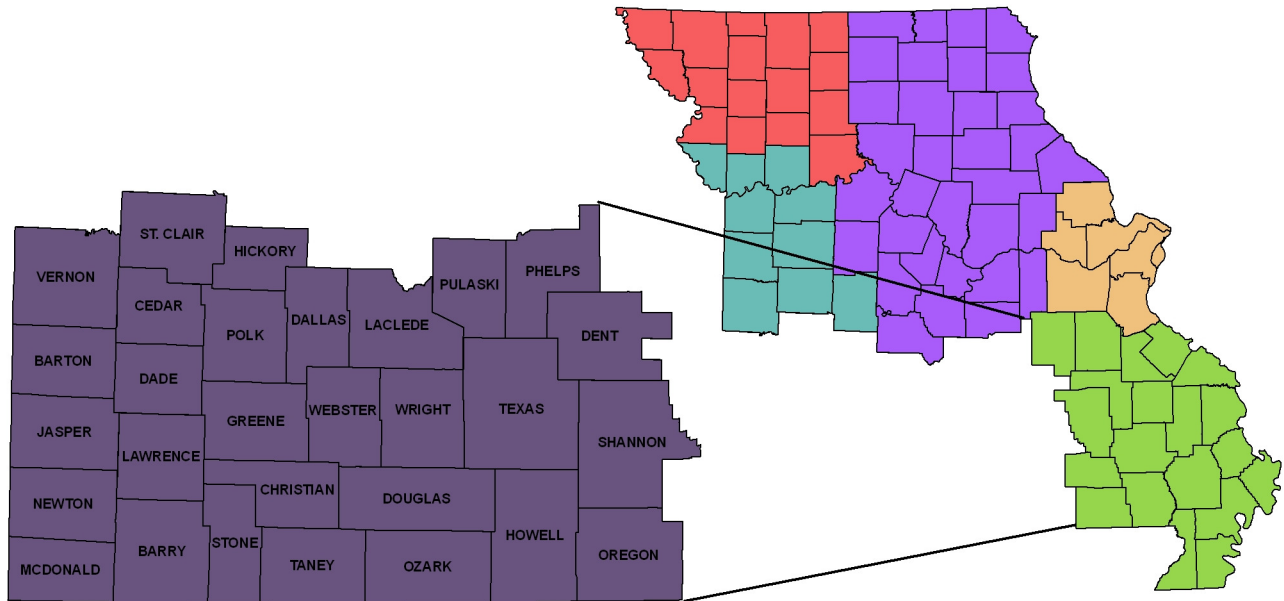 ST. CLAIR
HICKORY
VERNON
PULASKI
PHELPS
CEDAR
DALLAS
LACLEDE
POLK
DENT
BARTON
DADE
GREENE
WEBSTER
WRIGHT
TEXAS
JASPER
SHANNON
LAWRENCE
CHRISTIAN
DOUGLAS
NEWTON
HOWELL
STONE
BARRY
OREGON
MCDONALD
TANEY
OZARK